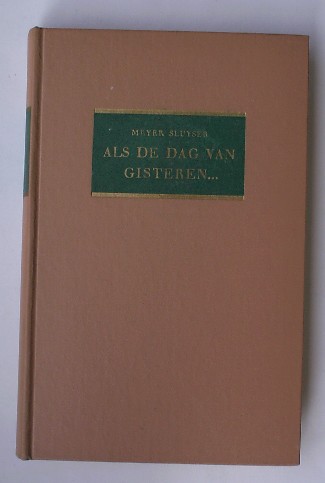 MEYER SLUYSER
ALS DE DAG VAN
GISTEREN...